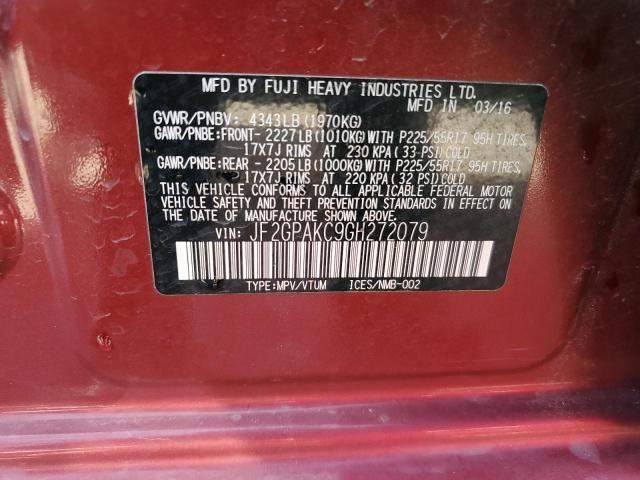 MFD BY FUJI HEAVY INDUSTRIES LTD.
MFD IN 03/16
GVWR/PNBV: 4343LB (1970KG)
GAWR/PNBE:FRONT- 2227LB(1010KG)WITH P225/55R17 95H TIRES,
17X7J RIMS AT 230 KPA (33 PSI)COLD
GAWR/PNBE:REAR - 2205LB(1000KG)WITH P225/55R17 95H TIRES,
17X7J RIMS AT 220 KPA (32 PSI)COLD
THIS VEHICLE CONFORMS TO ALL APPLICABLE FEDERAL MOTOR
VEHICLE SAFETY AND THEFT PREVENTION STANDARDS IN EFFECT
ON THE DATE OF MANUFACTURE SHOWN ABOVE.
VIN: JF2GPAKC9GH272079
TYPE:MPV/VTUM ICES/NMB-002